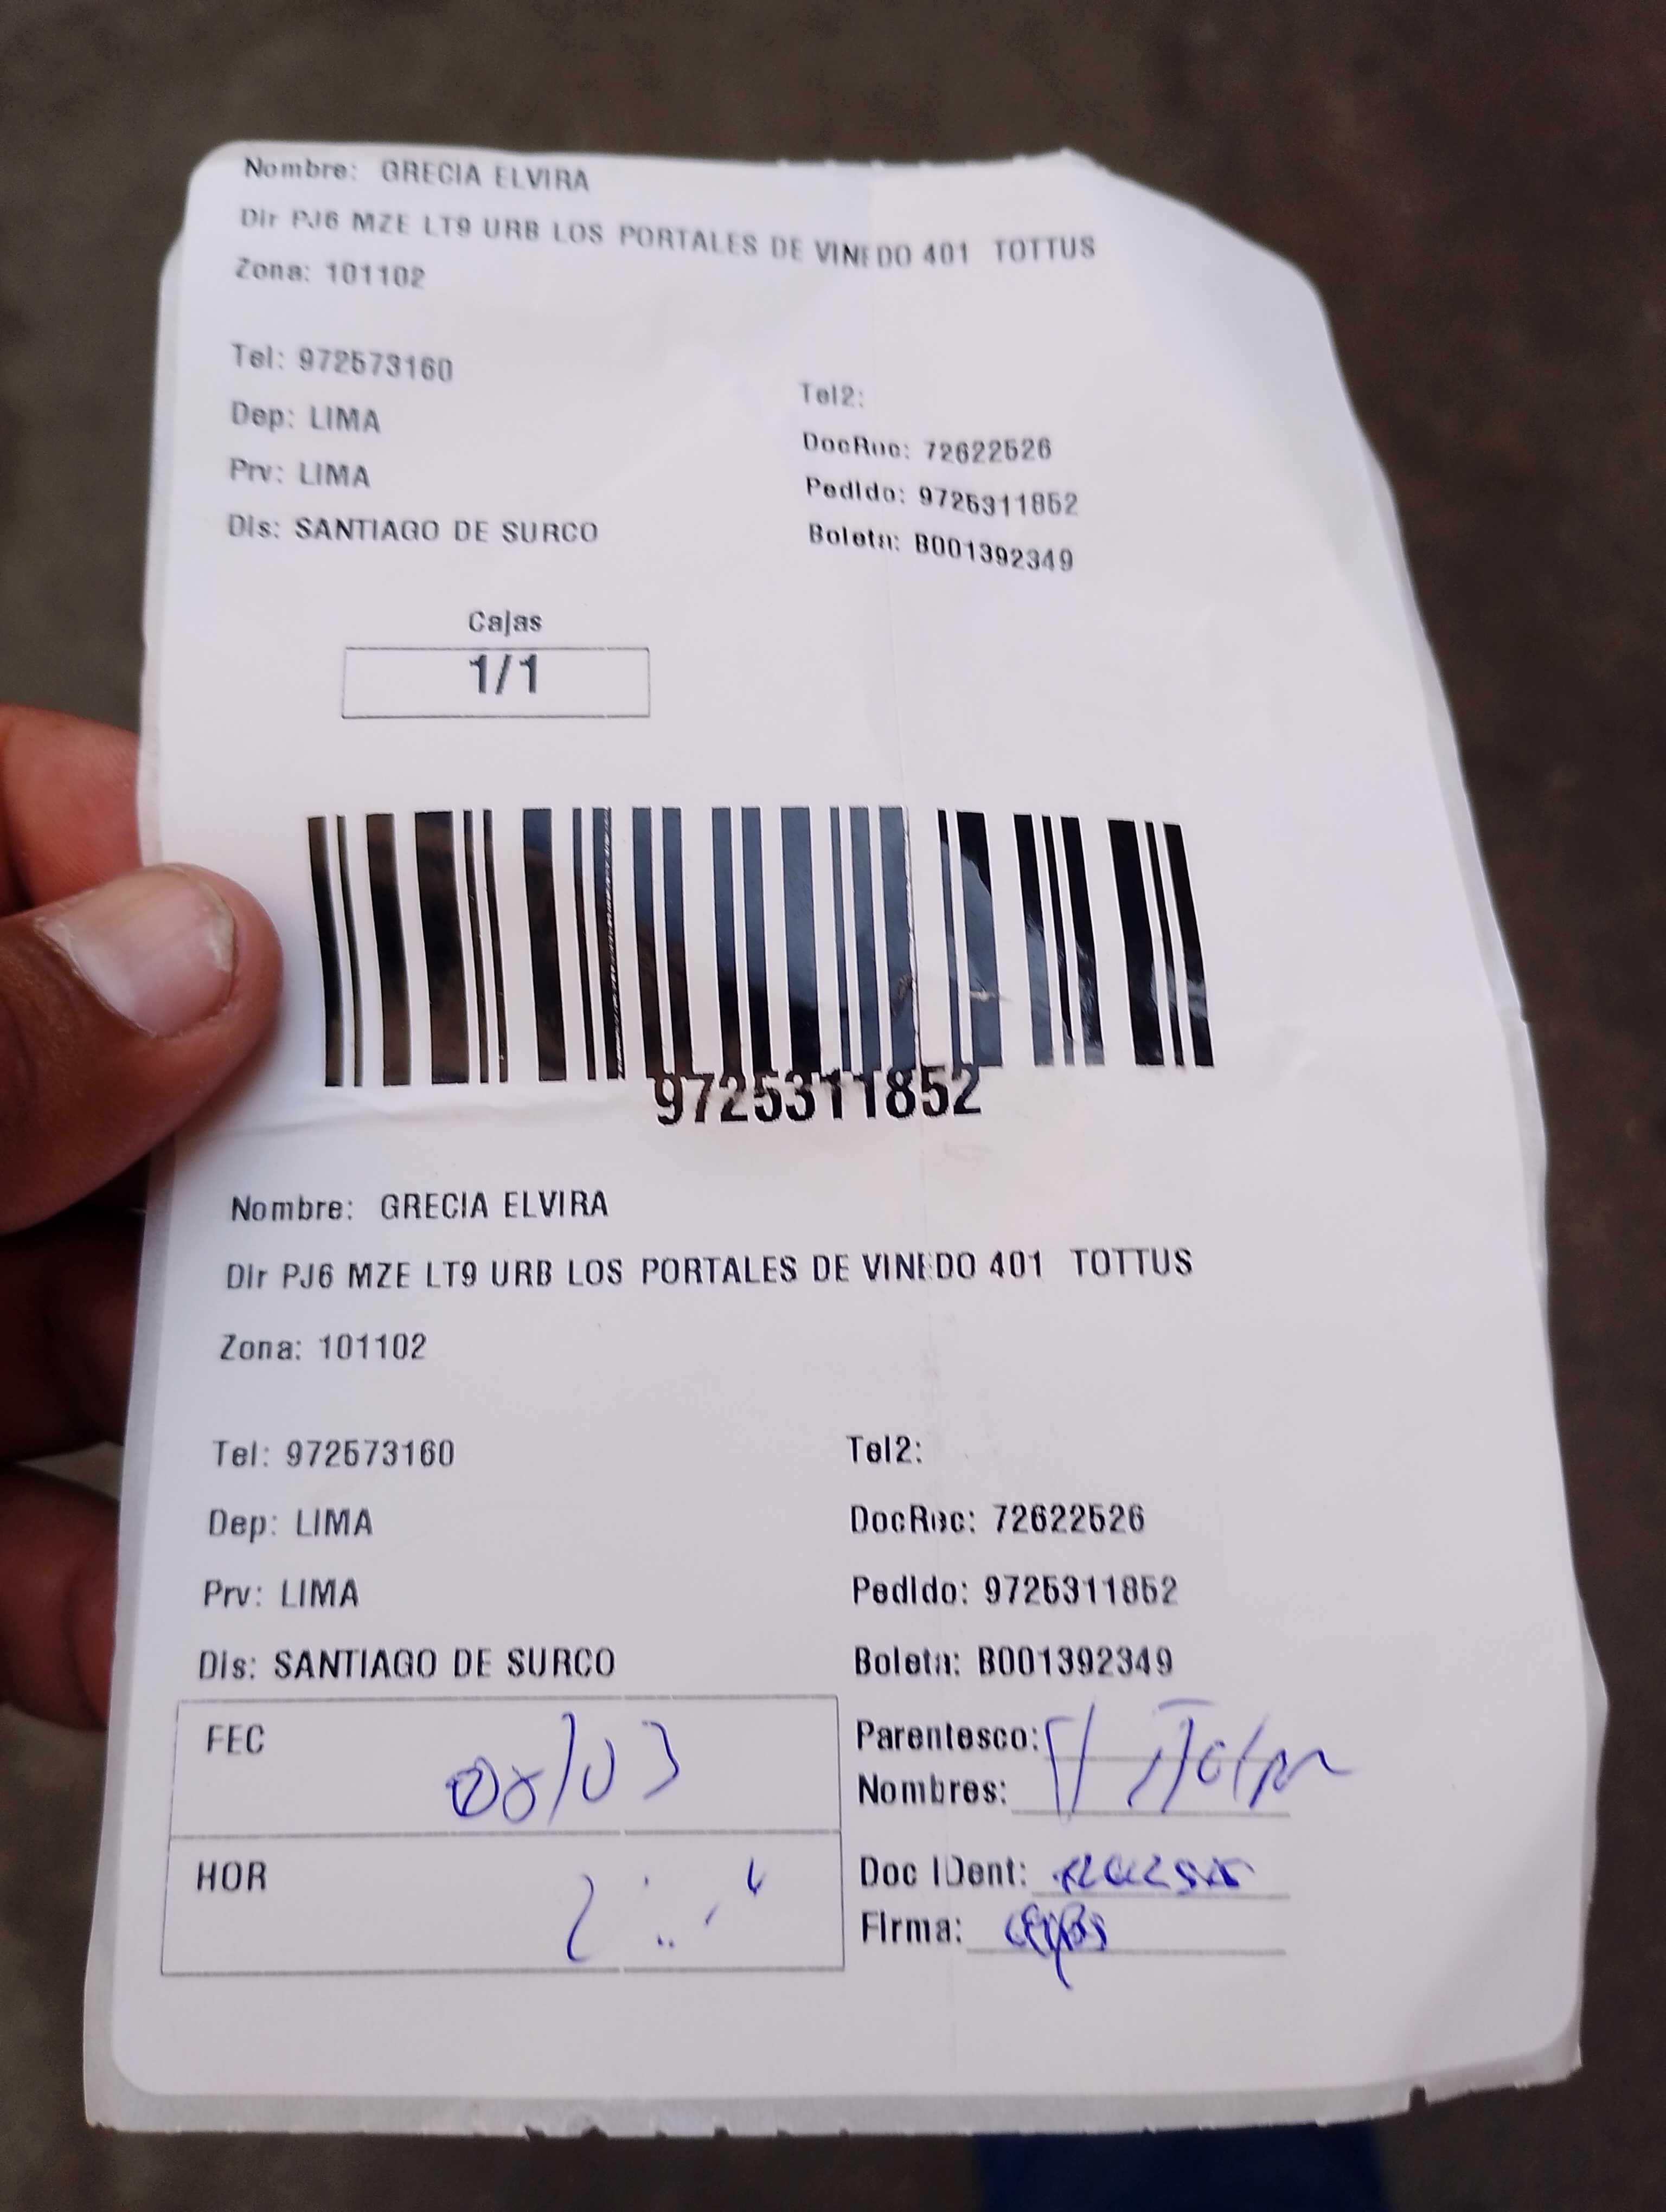 Nombre: GRECIA ELVIRA
Dir PJ6 MZE LT9 URB LOS PORTALES DE VINEDO 401 TOTTUS
Zona: 101102
Tel: 972573160
Tel2:
Dep: LIMA
DocRec: 72622526
Prv: LIMA
Pedido: 9725311852
Dis: SANTIAGO DE SURCO
Boleta: B001392349
Cajas
1/1
9725311852
Nombre: GRECIA ELVIRA
Dir PJ6 MZE LT9 URB LOS PORTALES DE VINEDO 401 TOTTUS
Zona: 101102
Tel: 972573160
Tel2:
Dep: LIMA
DocRec: 72622526
Prv: LIMA
Pedido: 9725311852
Dis: SANTIAGO DE SURCO
Boleta: B001392349
FEC 08/03
Parentesco:
Nombres:
HOR
Doc IDent:
Firma: